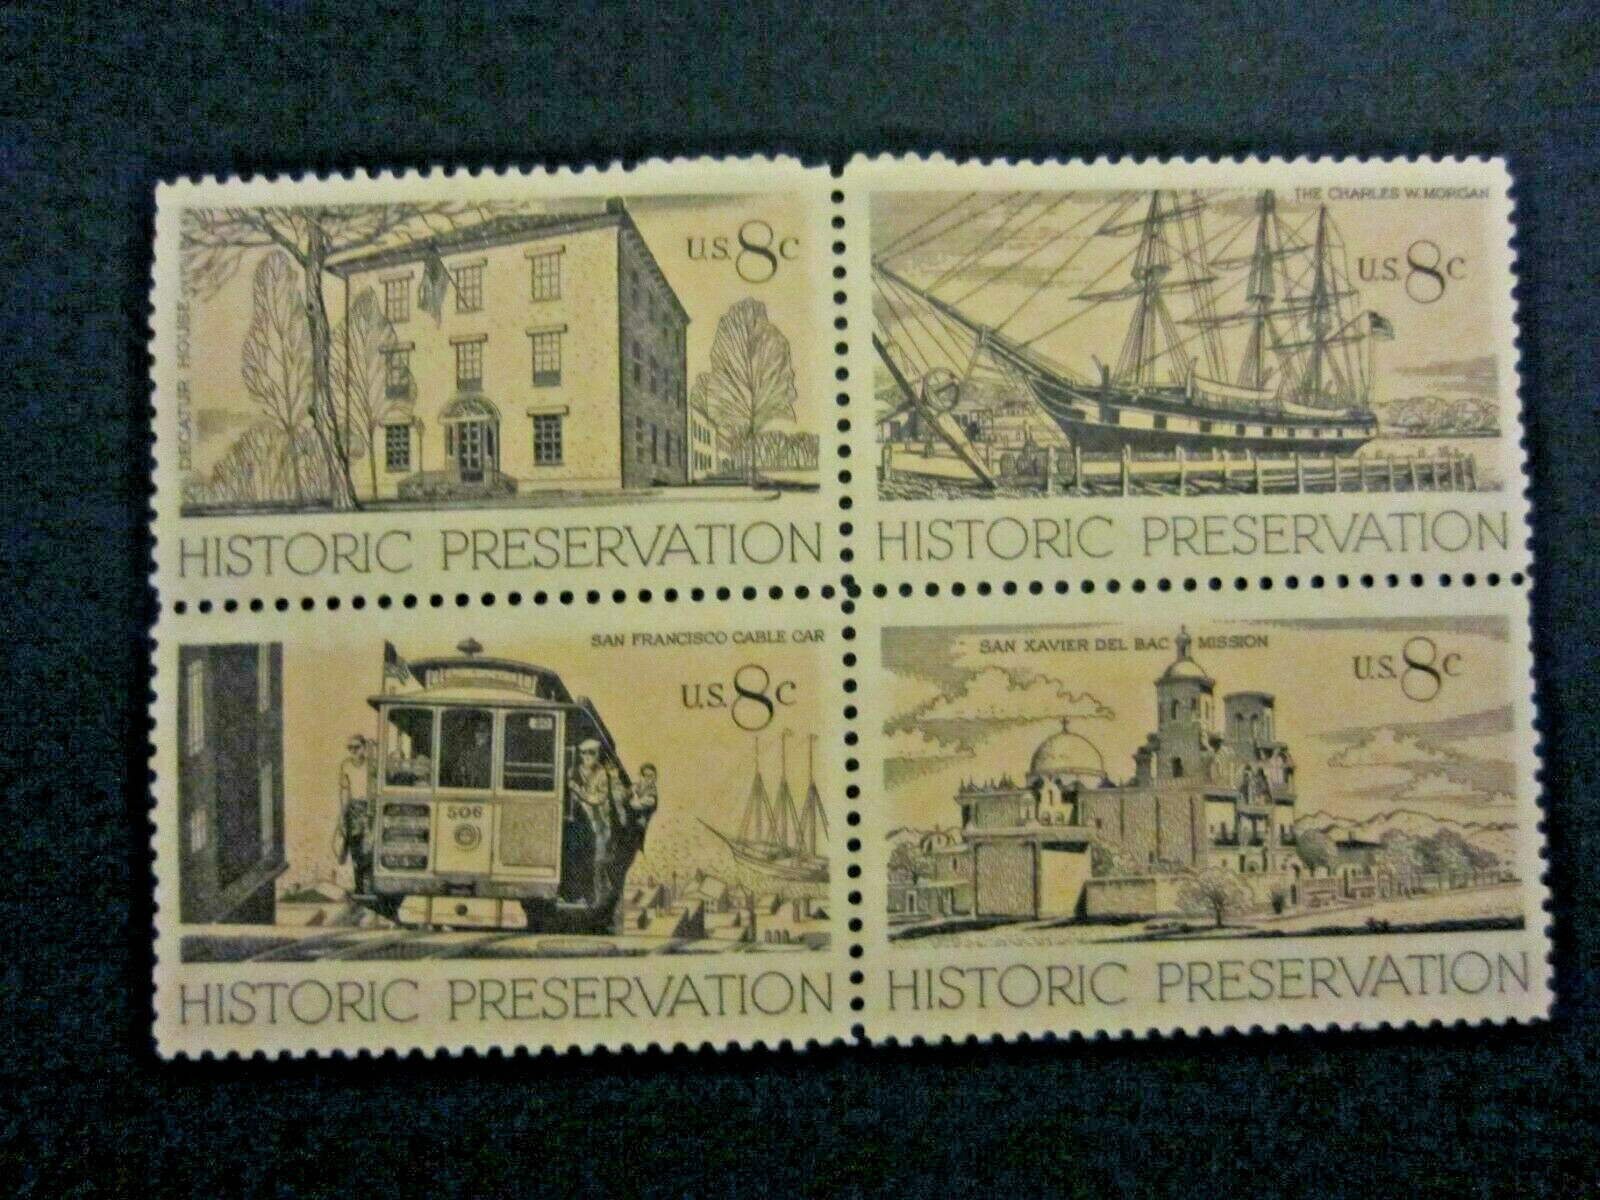 DECATUR HOUSE
U.S. 8c
HISTORIC PRESERVATION
THE CHARLES W. MORGAN
U.S. 8c
HISTORIC PRESERVATION
SAN FRANCISCO CABLE CAR
U.S. 8c
506
HISTORIC PRESERVATION
SAN XAVIER DEL BAC MISSION
U.S. 8c
HISTORIC PRESERVATION